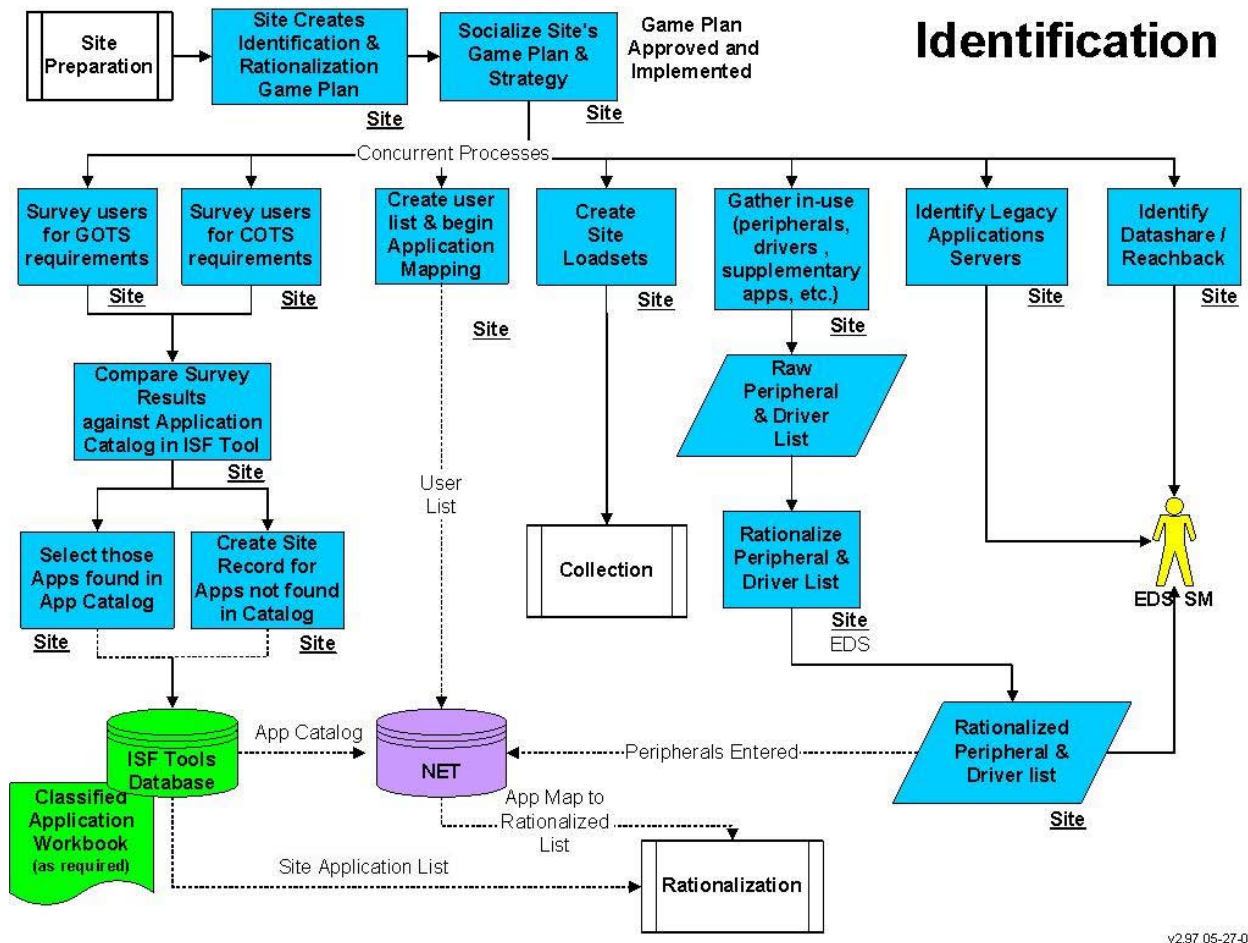 Identification
Site
Preparation
Site Creates
Identification &
Rationalization
Game Plan
Site
Socialize Site's
Game Plan &
Strategy
Site
Game Plan
Approved and
Implemented
Concurrent Processes
Survey users
for GOTS
requirements
Site
Survey users
for COTS
requirements
Site
Create user
list & begin
Application
Mapping
Site
Create
Site
Loadsets
Site
Gather in-use
(peripherals,
drivers ,
supplementary
apps, etc.)
Site
Identify Legacy
Applications
Servers
Site
Identify
Datashare /
Reachback
Site
Compare Survey
Results
against Application
Catalog in ISF Tool
Site
Raw
Peripheral
& Driver
List
User
List
Select those
Apps found in
App Catalog
Site
Create Site
Record for
Apps not found
in Catalog
Site
Collection
Rationalize
Peripheral &
Driver List
Site
EDS
EDS SM
ISF Tools
Database
App Catalog
NET
Peripherals Entered
Rationalized
Peripheral &
Driver list
Site
Classified
Application
Workbook
(as required)
App Map to
Rationalized
List
Site Application List
Rationalization
v2.97 05-27-0